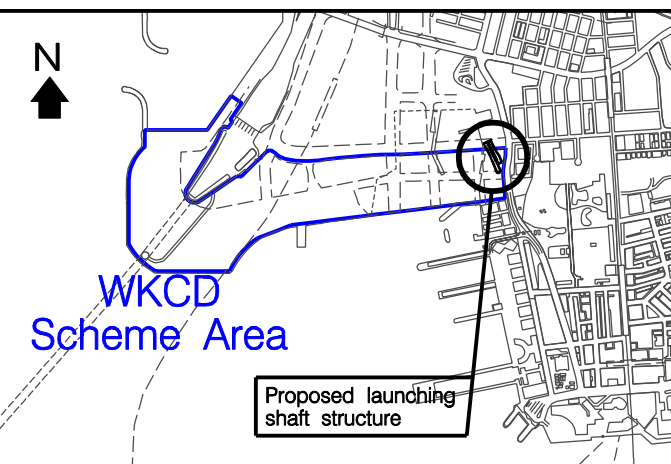 N
WKCD
Scheme Area
Proposed launching
shaft structure